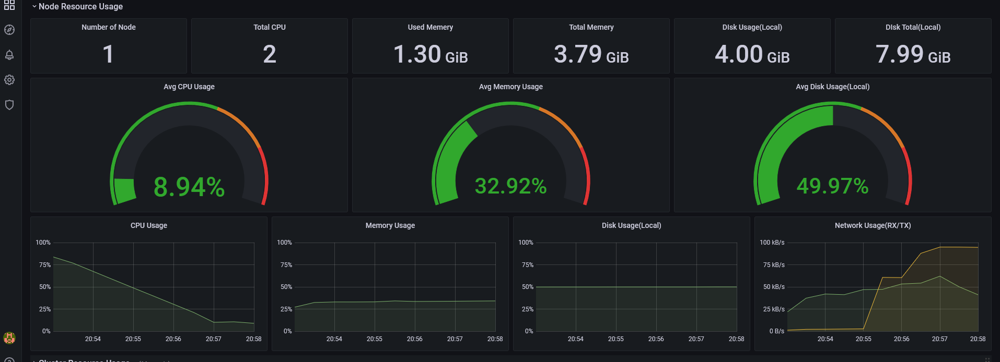 Node Resource Usage
Number of Node
1
Total CPU
2
Used Memery
1.30 GiB
Total Memery
3.79 GiB
DIsk Usage(Local)
4.00 GiB
DIsk Total(Local)
7.99 GiB
Avg CPU Usage
8.94%
Avg Memory Usage
32.92%
Avg Disk Usage(Local)
49.97%
CPU Usage
100%
75%
50%
25%
0%
20:54 20:55 20:56 20:57 20:58
Memory Usage
100%
75%
50%
25%
0%
20:54 20:55 20:56 20:57 20:58
Disk Usage(Local)
100%
75%
50%
25%
0%
20:54 20:55 20:56 20:57 20:58
Network Usage(RX/TX)
100 kB/s
75 kB/s
50 kB/s
25 kB/s
0 B/s
20:54 20:55 20:56 20:57 20:58
Cluster Resource Usage